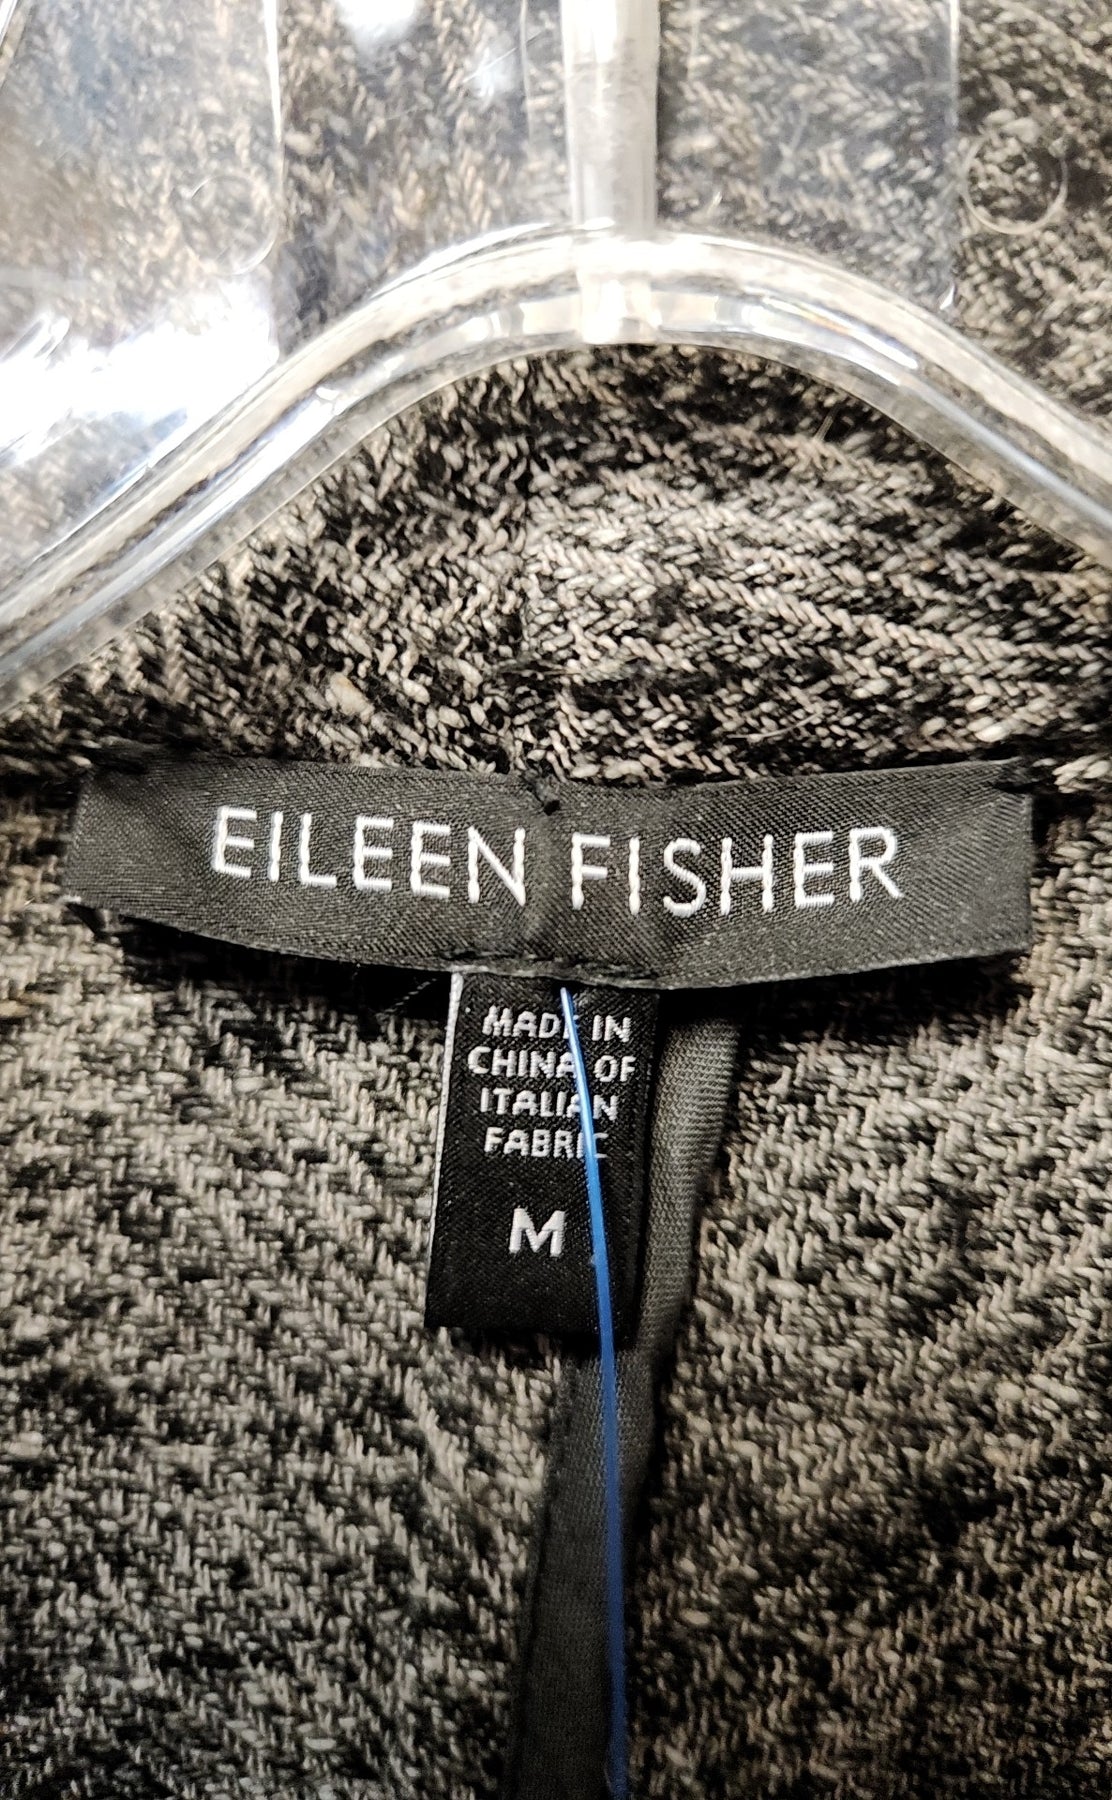 EILEEN FISHER
MADE IN
CHINA OF
ITALIAN
FABRIC
M